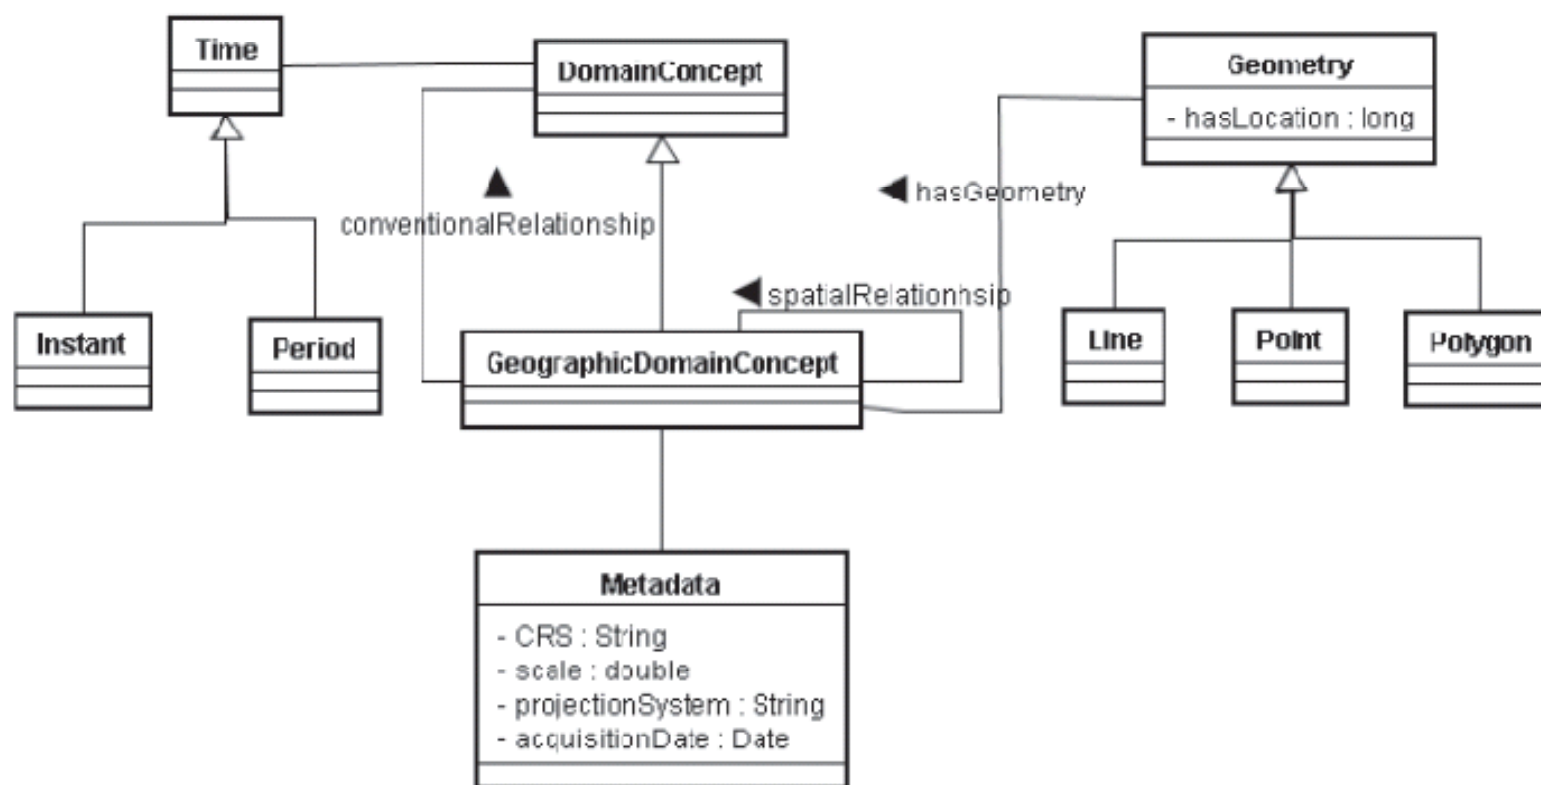 Time
DomainConcept
Geometry
- hasLocation : long
conventionalRelationship
hasGeometry
spatialRelationhsip
Instant
Period
GeographicDomainConcept
Line
Point
Polygon
Metadata
- CRS : String
- scale : double
- projectionSystem : String
- acquisitionDate : Date